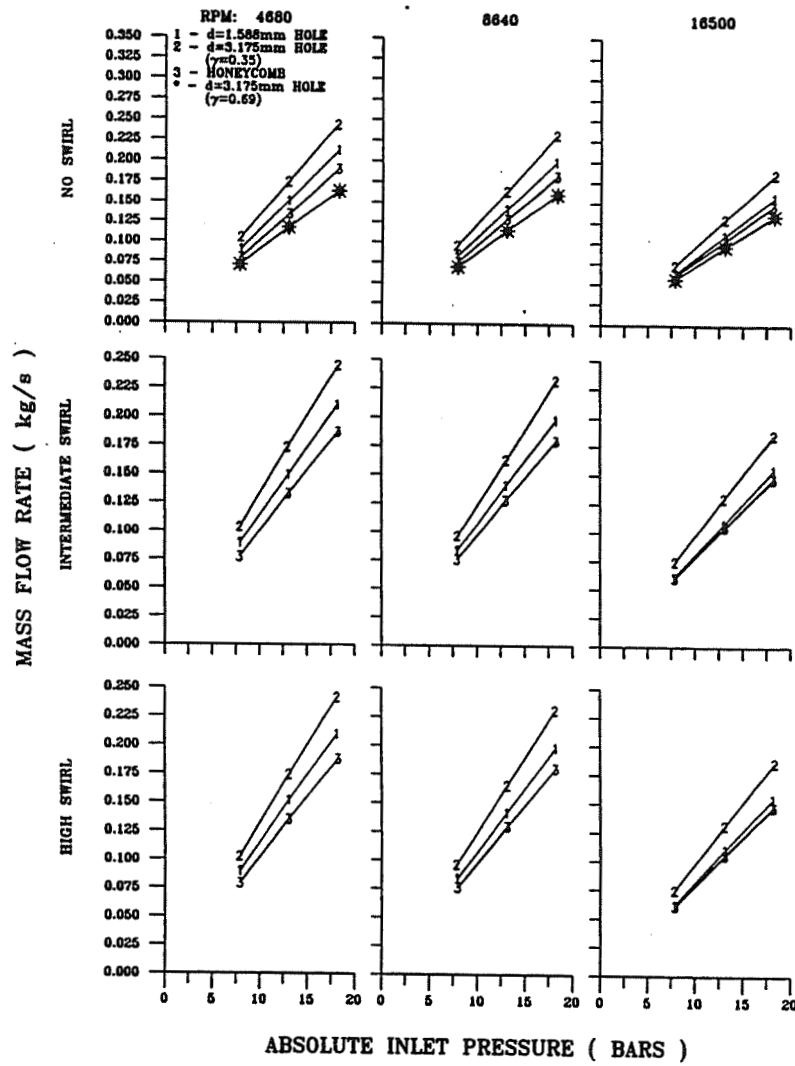 RPM: 4680 8640 16500
1 - d=1.588mm HOLE
2 - d=3.175mm HOLE
(γ=0.35)
3 - HONEYCOMB
* - d=3.175mm HOLE
(γ=0.69)
MASS FLOW RATE ( kg/s )
NO SWIRL
0.350
0.325
0.300
0.275
0.250
0.225
0.200
0.175
0.150
0.125
0.100
0.075
0.050
0.025
0.000
INTERMEDIATE SWIRL
0.250
0.225
0.200
0.175
0.150
0.125
0.100
0.075
0.050
0.025
0.000
HIGH SWIRL
0.250
0.225
0.200
0.175
0.150
0.125
0.100
0.075
0.050
0.025
0.000
0 5 10 15 20 0 5 10 15 20 0 5 10 15 20
ABSOLUTE INLET PRESSURE ( BARS )